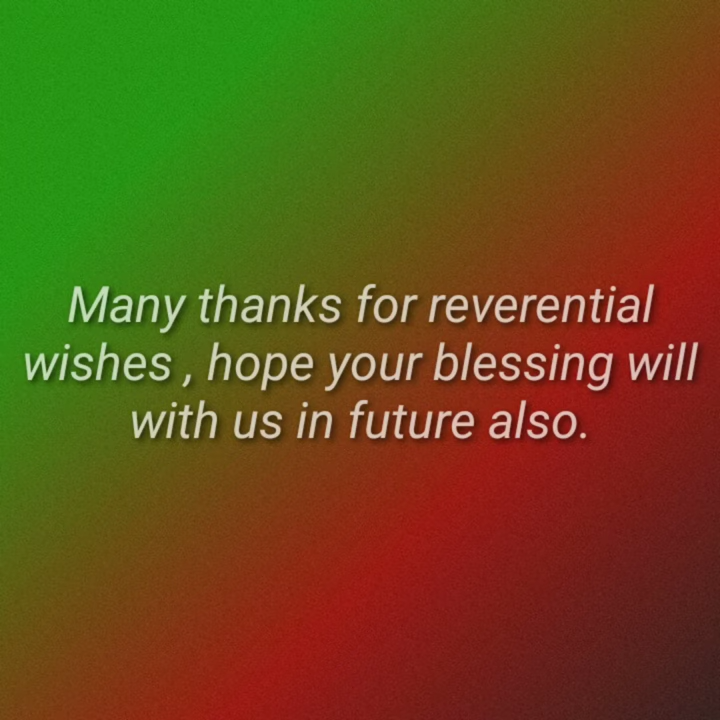 Many thanks for reverential
wishes , hope your blessing will
with us in future also.